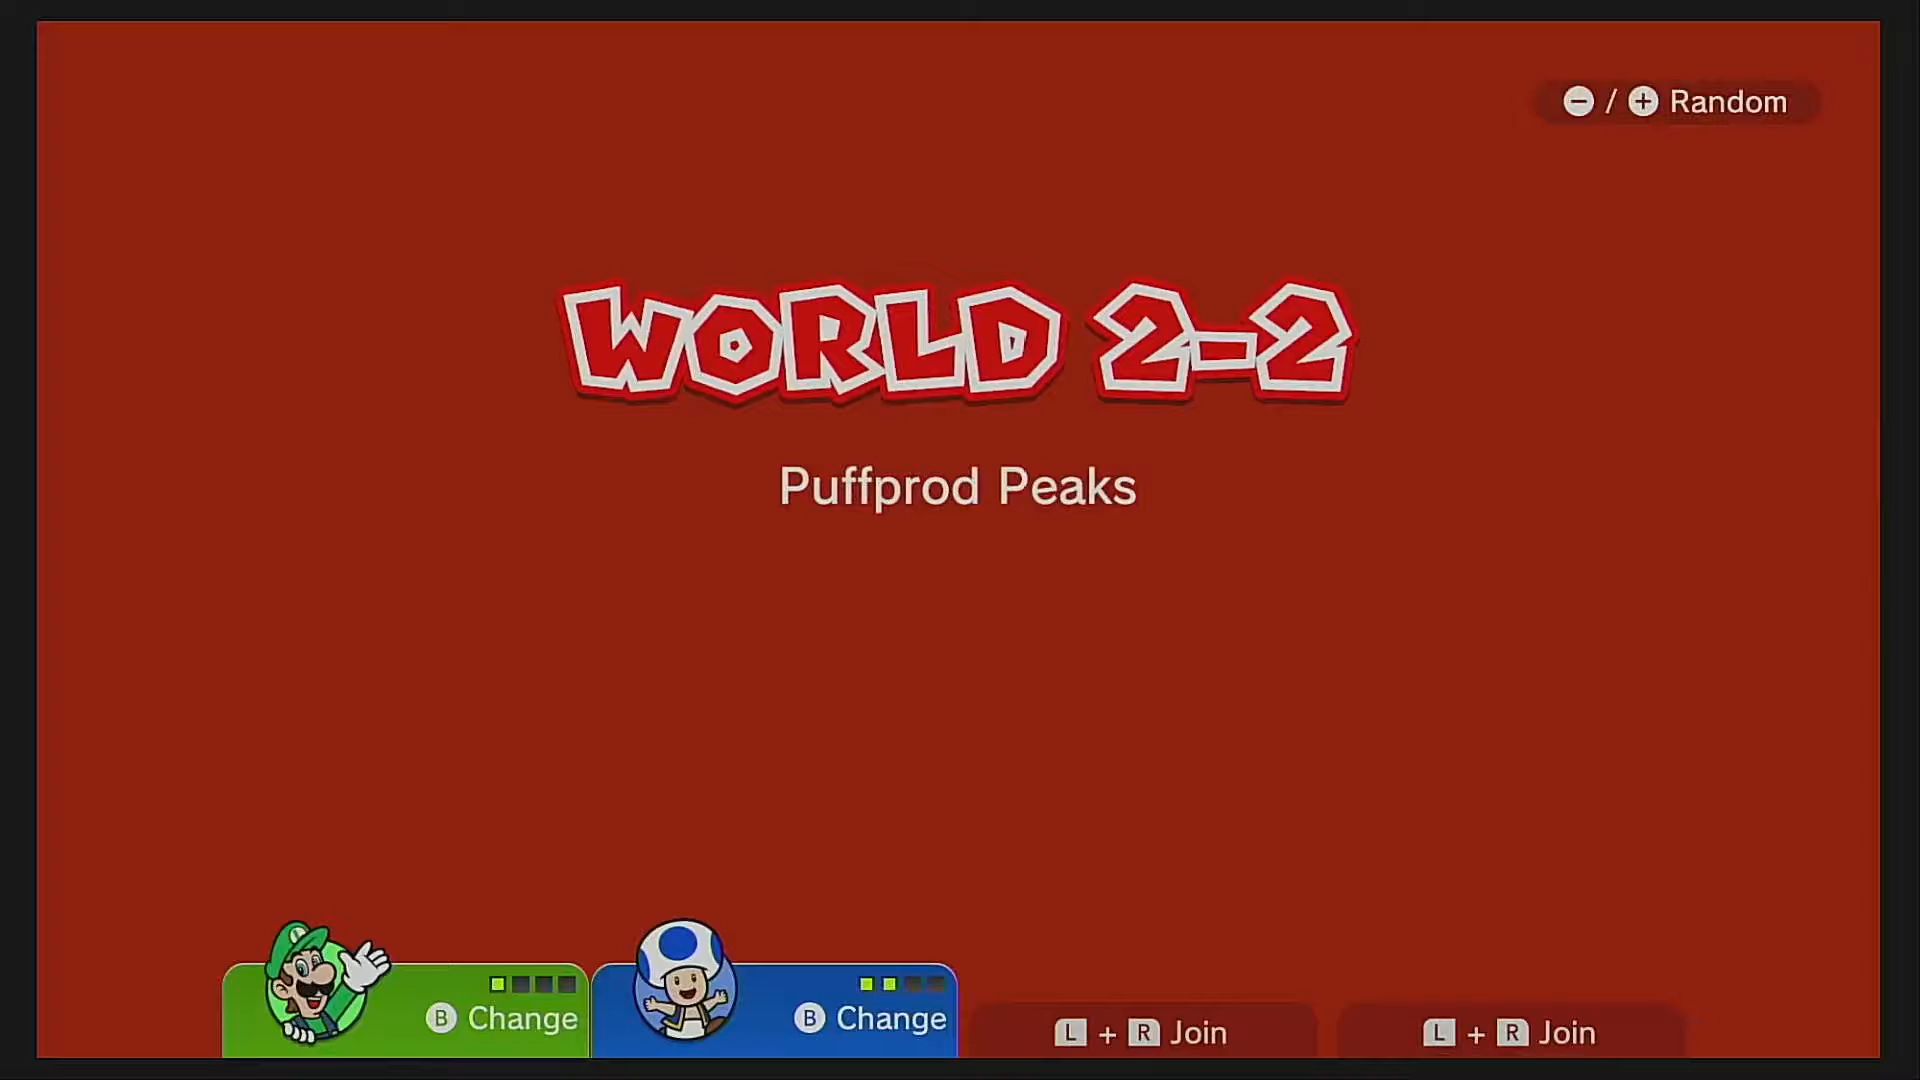 - / + Random
WORLD 2-2
Puffprod Peaks
B Change
B Change
L + R Join
L + R Join